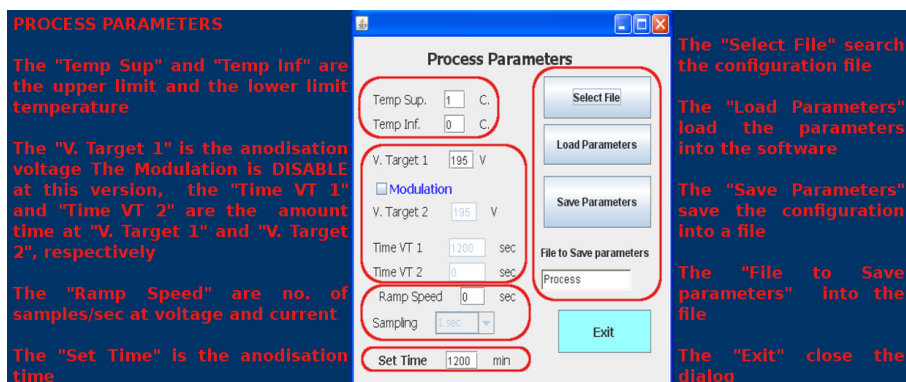 PROCESS PARAMETERS
The "Temp Sup" and "Temp Inf" are
the upper limit and the lower limit
temperature
The "V. Target 1" is the anodisation
voltage The Modulation is DISABLE
at this version, the "Time VT 1"
and "Time VT 2" are the amount
time at "V. Target 1" and "V. Target
2", respectively
The "Ramp Speed" are no. of
samples/sec at voltage and current
The "Set Time" is the anodisation
time
Process Parameters
Temp Sup. 1 C.
Temp Inf. 0 C.
V. Target 1 195 V
Modulation
V. Target 2 195 V
Time VT 1 1200 sec
Time VT 2 0 sec
Ramp Speed 0 sec
Sampling 1 sec
Set Time 1200 min
Select File
Load Parameters
Save Parameters
File to Save parameters
Process
Exit
The "Select File" search
the configuration file
The "Load Parameters"
load the parameters
into the software
The "Save Parameters"
save the configuration
into a file
The "File to Save
parameters" into the
file
The "Exit" close the
dialog